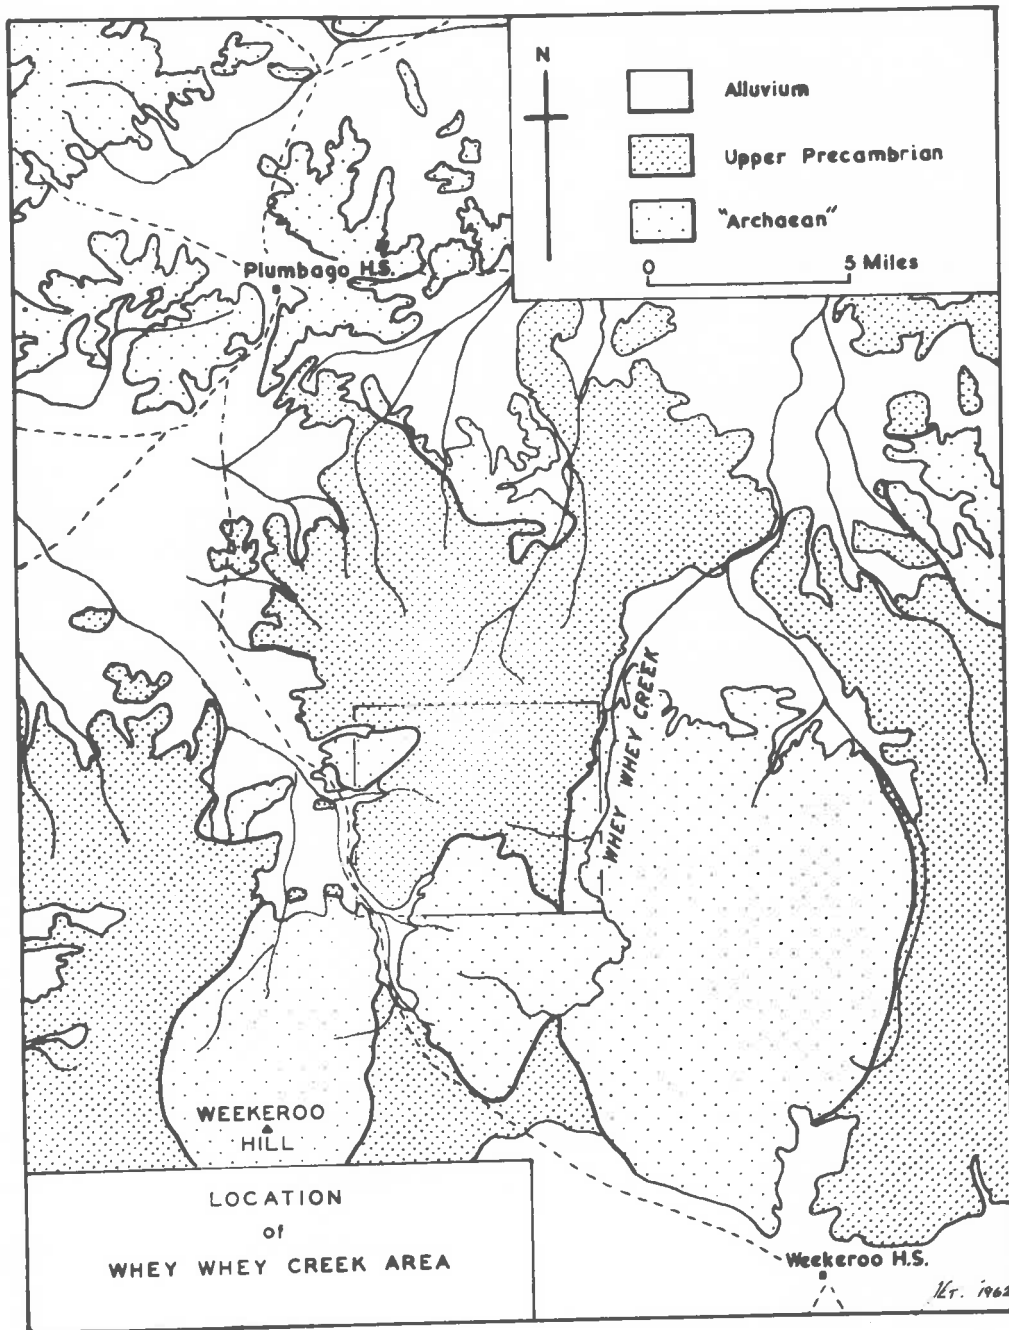 N
Alluvium
Upper Precambrian
"Archaean"
0 5 Miles
Plumbago H.S.
WHEY WHEY CREEK
WEEKEROO
HILL
LOCATION
of
WHEY WHEY CREEK AREA
Weekeroo H.S.
1962